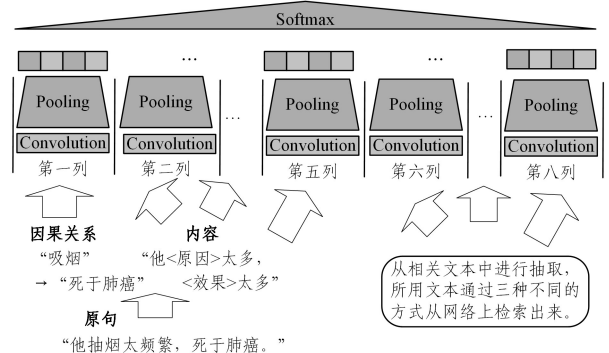 Softmax
… …
Pooling Pooling … Pooling Pooling … Pooling
Convolution Convolution Convolution Convolution Convolution
第一列 第二列 第五列 第六列 第八列
因果关系 内容
“吸烟” “他<原因>太多，
→ “死于肺癌” <效果>太多”
从相关文本中进行抽取，
所用文本通过三种不同的
方式从网络上检索出来。
原句
“他抽烟太频繁，死于肺癌。”